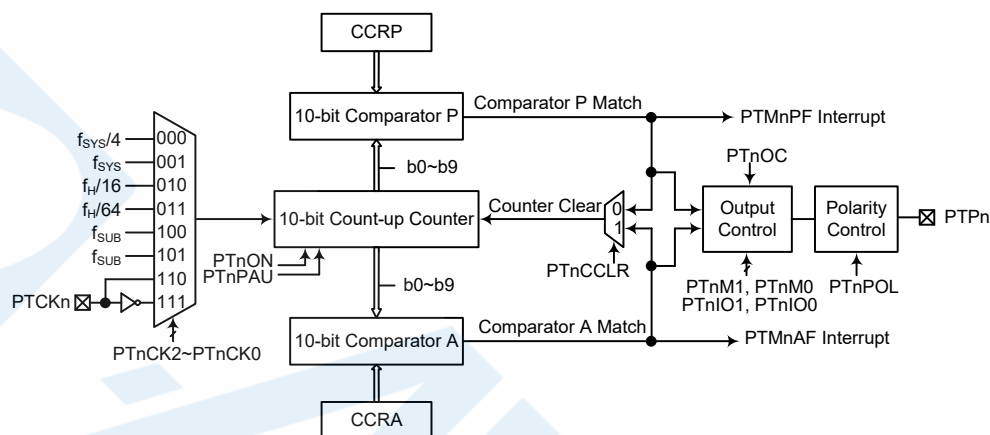 CCRP
10-bit Comparator P
Comparator P Match
PTMnPF Interrupt
b0~b9
fSYS/4
000
fSYS
001
fH/16
010
fH/64
011
fSUB
100
fSUB
101
110
PTCKn
111
PTnCK2~PTnCK0
10-bit Count-up Counter
PTnON
PTnPAU
Counter Clear
0
1
PTnCCLR
PTnOC
Output
Control
PTnM1, PTnM0
PTnIO1, PTnIO0
Polarity
Control
PTnPOL
PTPn
b0~b9
10-bit Comparator A
Comparator A Match
PTMnAF Interrupt
CCRA